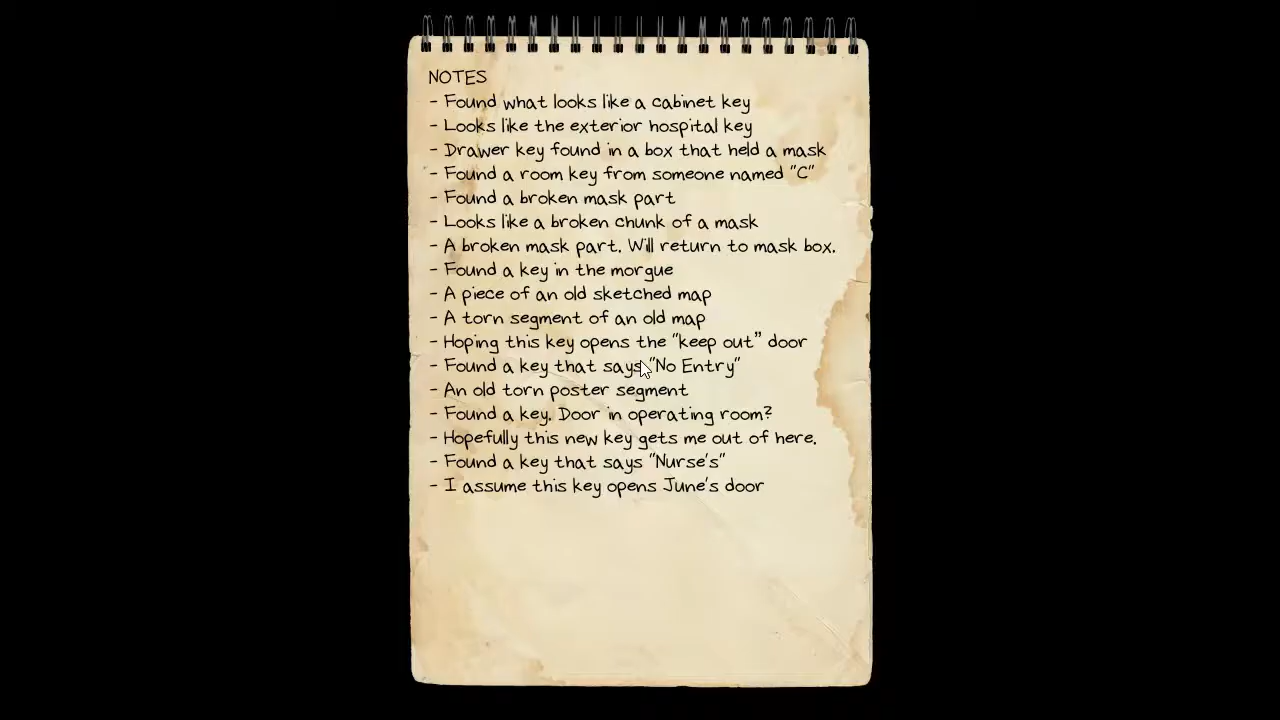 NOTES
- Found what looks like a cabinet key
- Looks like the exterior hospital key
- Drawer key found in a box that held a mask
- Found a room key from someone named "C"
- Found a broken mask part
- Looks like a broken chunk of a mask
- A broken mask part. Will return to mask box.
- Found a key in the morgue
- A piece of an old sketched map
- A torn segment of an old map
- Hoping this key opens the "keep out" door
- Found a key that says "No Entry"
- An old torn poster segment
- Found a key. Door in operating room?
- Hopefully this new key gets me out of here.
- Found a key that says "Nurse's"
- I assume this key opens June's door